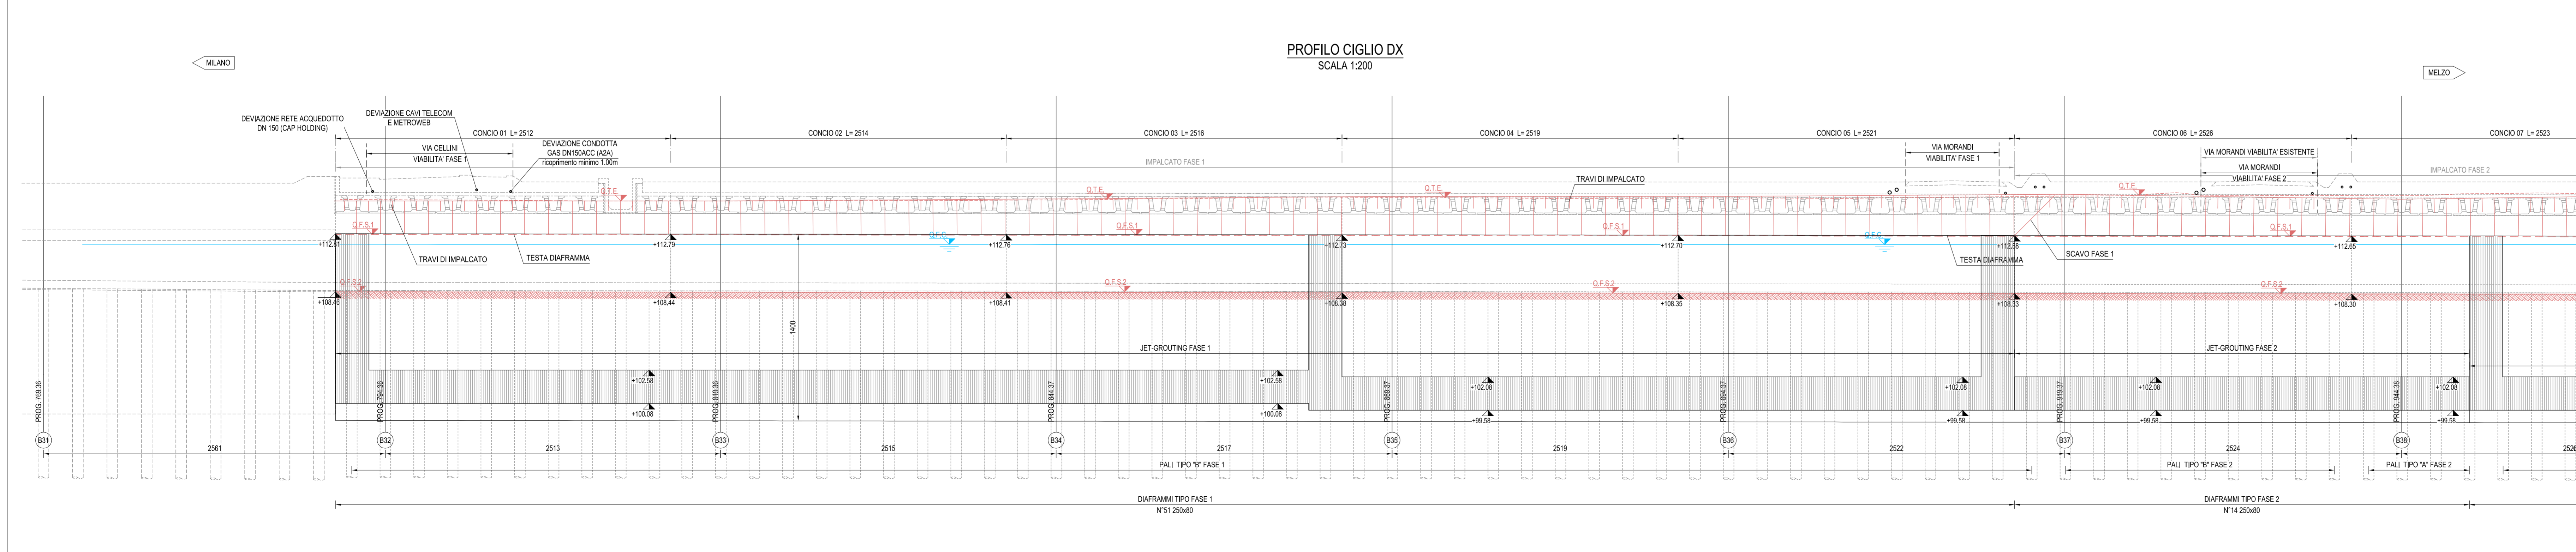 PROFILO CIGLIO DX
SCALA 1:200
MILANO
MELZO
DEVIAZIONE RETE ACQUEDOTTO
DN 150 (CAP HOLDING)
DEVIAZIONE CAVI TELECOM
E METROWEB
VIA CELLINI
VIABILITA' FASE 1
DEVIAZIONE CONDOTTA
GAS DN150ACC (A2A)
ricoprimento minimo 1.00m
CONCIO 01 L= 2512
CONCIO 02 L= 2514
CONCIO 03 L= 2516
CONCIO 04 L= 2519
CONCIO 05 L= 2521
CONCIO 06 L= 2526
CONCIO 07 L= 2523
IMPALCATO FASE 1
VIA MORANDI
VIABILITA' FASE 1
VIA MORANDI VIABILITA' ESISTENTE
VIA MORANDI
VIABILITA' FASE 2
IMPALCATO FASE 2
TRAVI DI IMPALCATO
Q.T.E.
Q.T.E.
Q.T.E.
Q.T.E.
Q.F.S.1
Q.F.S.1
Q.F.S.1
Q.F.S.1
Q.F.C.
Q.F.C.
+112.81
+112.79
+112.76
+112.70
+112.65
TRAVI DI IMPALCATO
TESTA DIAFRAMMA
TESTA DIAFRAMMA
SCAVO FASE 1
Q.F.S.2
Q.F.S.2
Q.F.S.2
Q.F.S.2
+108.44
+108.41
+108.35
+108.33
+108.30
1400
JET-GROUTING FASE 1
JET-GROUTING FASE 2
+102.58
+102.58
+102.08
+102.08
+102.08
+102.08
+100.08
+100.08
+99.58
+99.58
+99.58
+99.58
PROG. 769.36
PROG. 794.36
PROG. 819.36
PROG. 844.37
PROG. 869.37
PROG. 894.37
PROG. 919.37
PROG. 944.38
B31
B32
B33
B34
B35
B36
B37
B38
2561
2513
2515
2517
2519
2522
2524
PALI TIPO "B" FASE 1
PALI TIPO "B" FASE 2
PALI TIPO "A" FASE 2
DIAFRAMMI TIPO FASE 1
N°51 250x80
DIAFRAMMI TIPO FASE 2
N°14 250x80